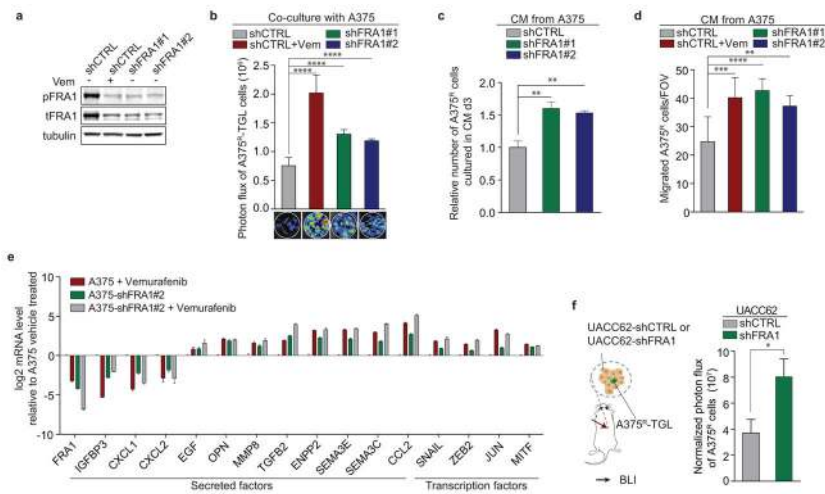 a
shCTRL
shCTRL
shFRA1#1
shFRA1#2
Vem - + - -
pFRA1
tFRA1
tubulin
b
Co-culture with A375
shCTRL
shFRA1#1
shCTRL+Vem
shFRA1#2
****
****
****
Photon flux of A375ᴿ-TGL cells (10⁶)
2.5
2.0
1.5
1.0
0.5
0.0
c
CM from A375
shCTRL
shFRA1#1
shFRA1#2
**
**
Relative number of A375ᴿ cells
cultured in CM d3
2.0
1.5
1.0
0.5
0.0
d
CM from A375
shCTRL
shFRA1#1
shCTRL+Vem
shFRA1#2
**
****
***
Migrated A375ᴿ cells/FOV
50
40
30
20
10
0
e
A375 + Vemurafenib
A375-shFRA1#2
A375-shFRA1#2 + Vemurafenib
log2 mRNA level
relative to A375 vehicle treated
10
5
0
-5
-10
FRA1
IGFBP3
CXCL1
CXCL2
EGF
OPN
MMP8
TGFB2
ENPP2
SEMA3E
SEMA3C
CCL2
SNAIL
ZEB2
JUN
MITF
Secreted factors
Transcription factors
f
UACC62-shCTRL or
UACC62-shFRA1
A375ᴿ-TGL
BLI
UACC62
shCTRL
shFRA1
*
Normalized photon flux
of A375ᴿ cells (10⁷)
10
8
6
4
2
0